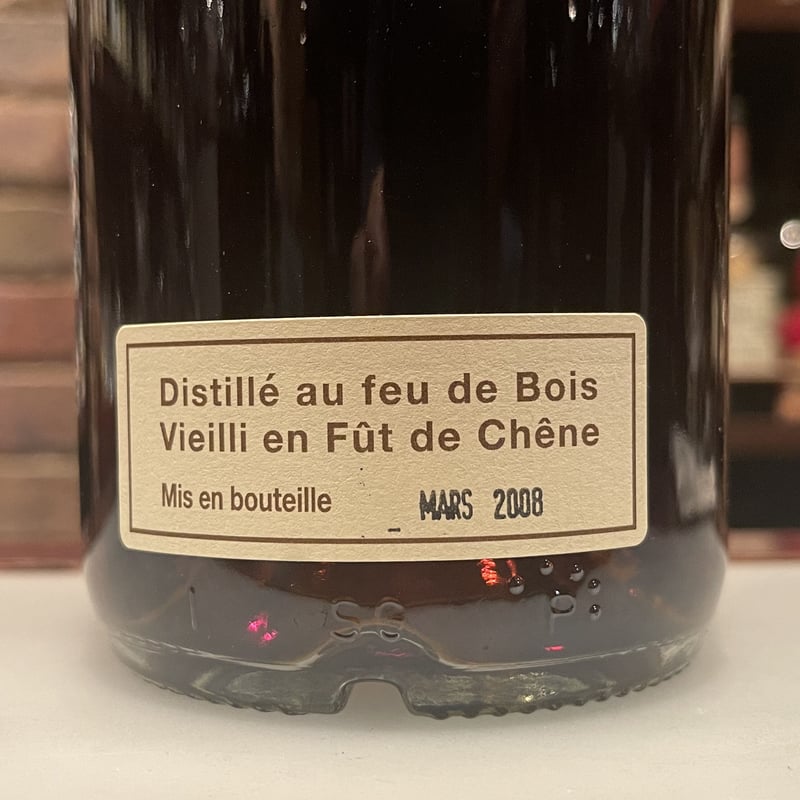 Distillé au feu de Bois
Vieilli en Fût de Chêne
Mis en bouteille MARS 2008